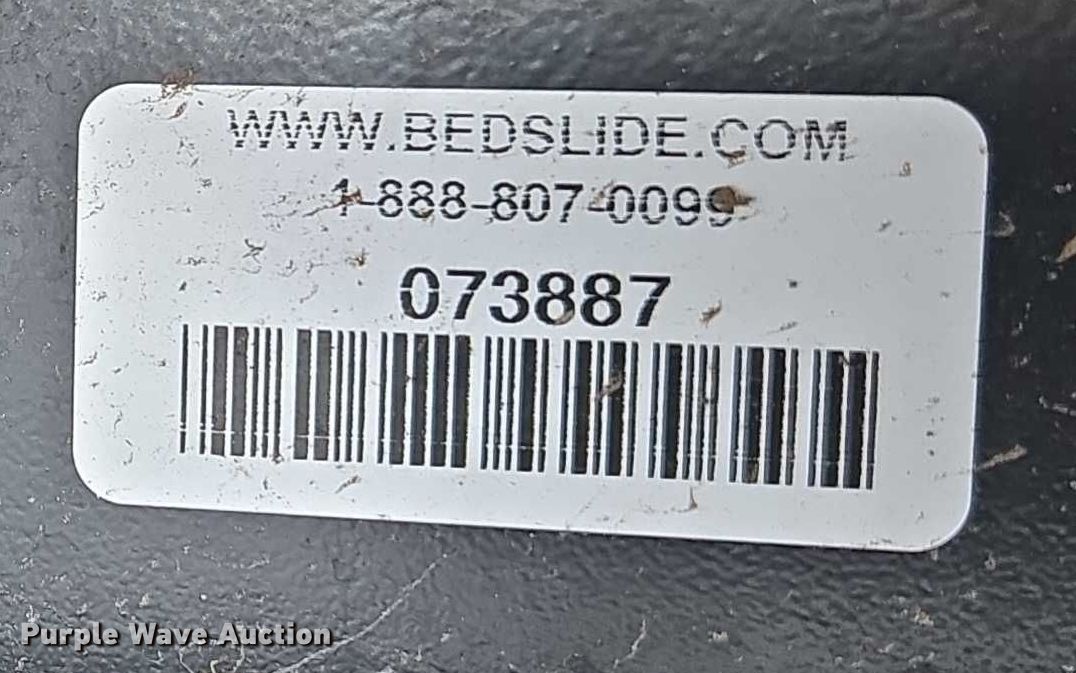 WWW.BEDSLIDE.COM
1-888-807-0099
073887
Purple Wave Auction